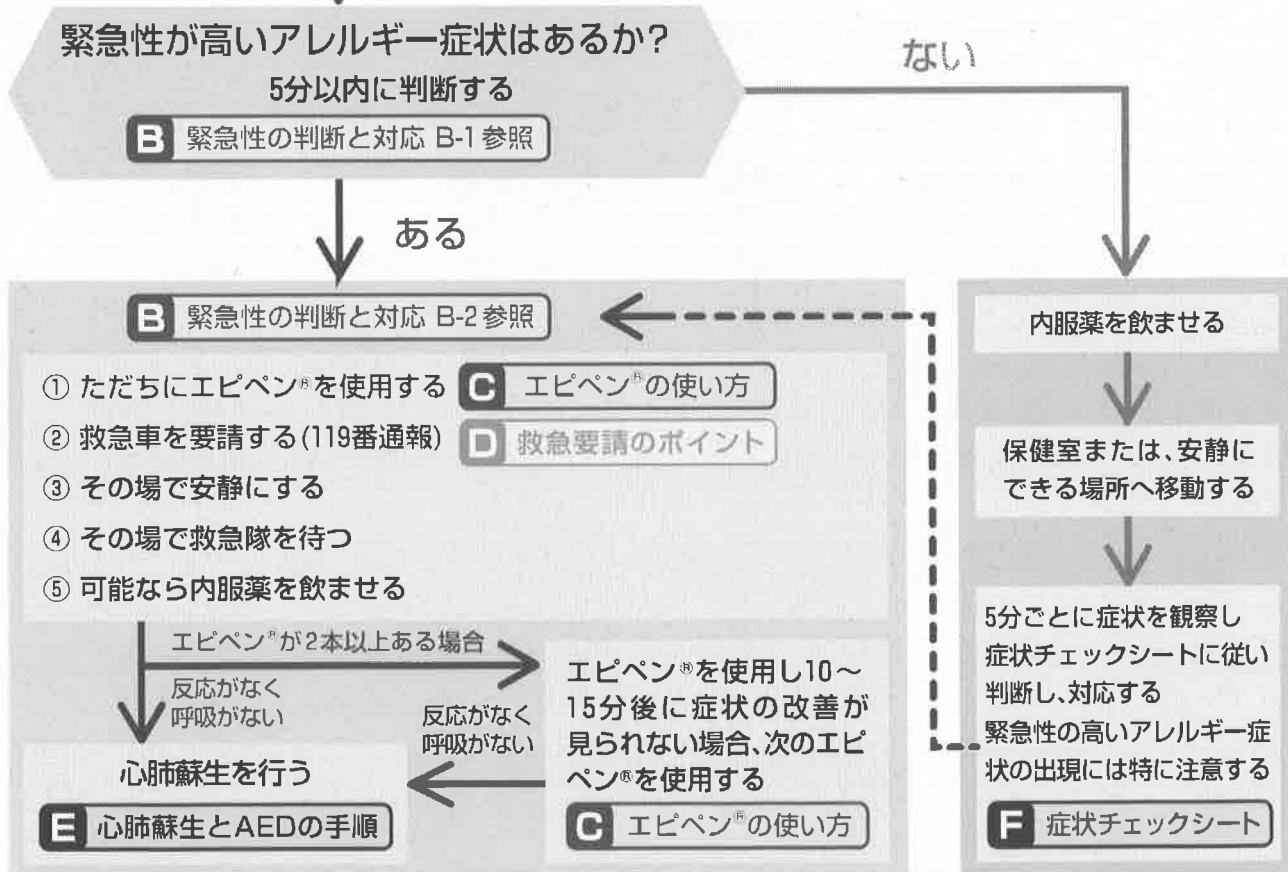 緊急性が高いアレルギー症状はあるか?
5分以内に判断する
B 緊急性の判断と対応 B-1参照
ない
ある
B 緊急性の判断と対応 B-2参照
① ただちにエピペン®を使用する C エピペン®の使い方
② 救急車を要請する(119番通報) D 救急要請のポイント
③ その場で安静にする
④ その場で救急隊を待つ
⑤ 可能なら内服薬を飲ませる
エピペン®が2本以上ある場合
反応がなく
呼吸がない
心肺蘇生を行う
E 心肺蘇生とAEDの手順
反応がなく
呼吸がない
エピペン®を使用し10〜
15分後に症状の改善が
見られない場合、次のエピ
ペン®を使用する
C エピペン®の使い方
内服薬を飲ませる
保健室または、安静に
できる場所へ移動する
5分ごとに症状を観察し
症状チェックシートに従い
判断し、対応する
緊急性の高いアレルギー症
状の出現には特に注意する
F 症状チェックシート